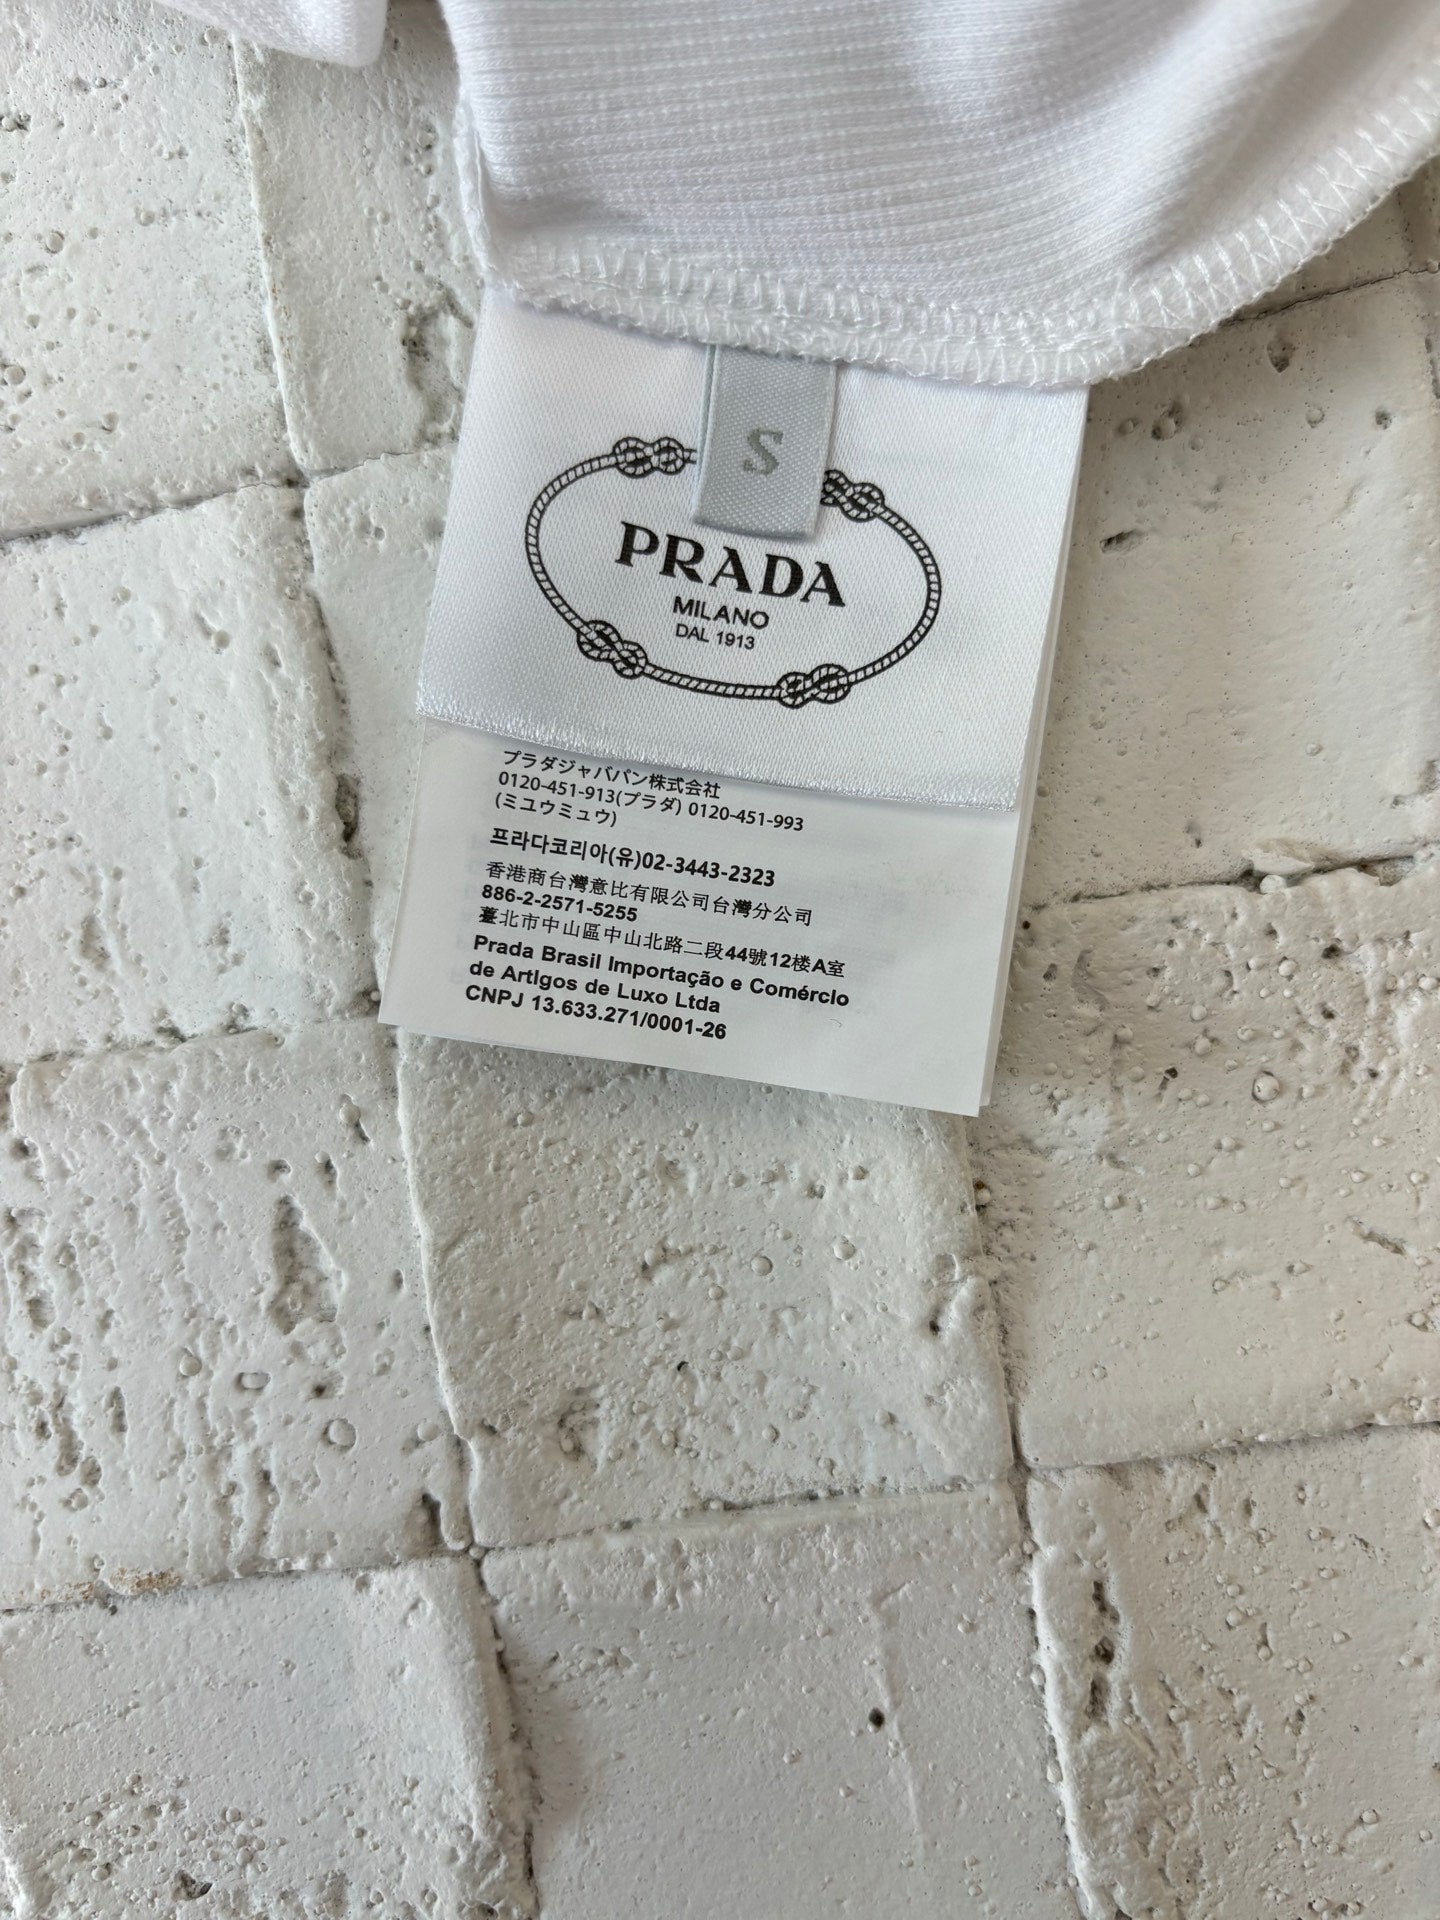 S
PRADA
MILANO
DAL 1913
プラダジャバパン株式会社
0120-451-913(プラダ) 0120-451-993
(ミユウミュウ)
프라다코리아(유)02-3443-2323
香港商台灣意比有限公司台灣分公司
886-2-2571-5255
臺北市中山區中山北路二段44號12楼A室
Prada Brasil Importação e Comércio
de Artigos de Luxo Ltda
CNPJ 13.633.271/0001-26